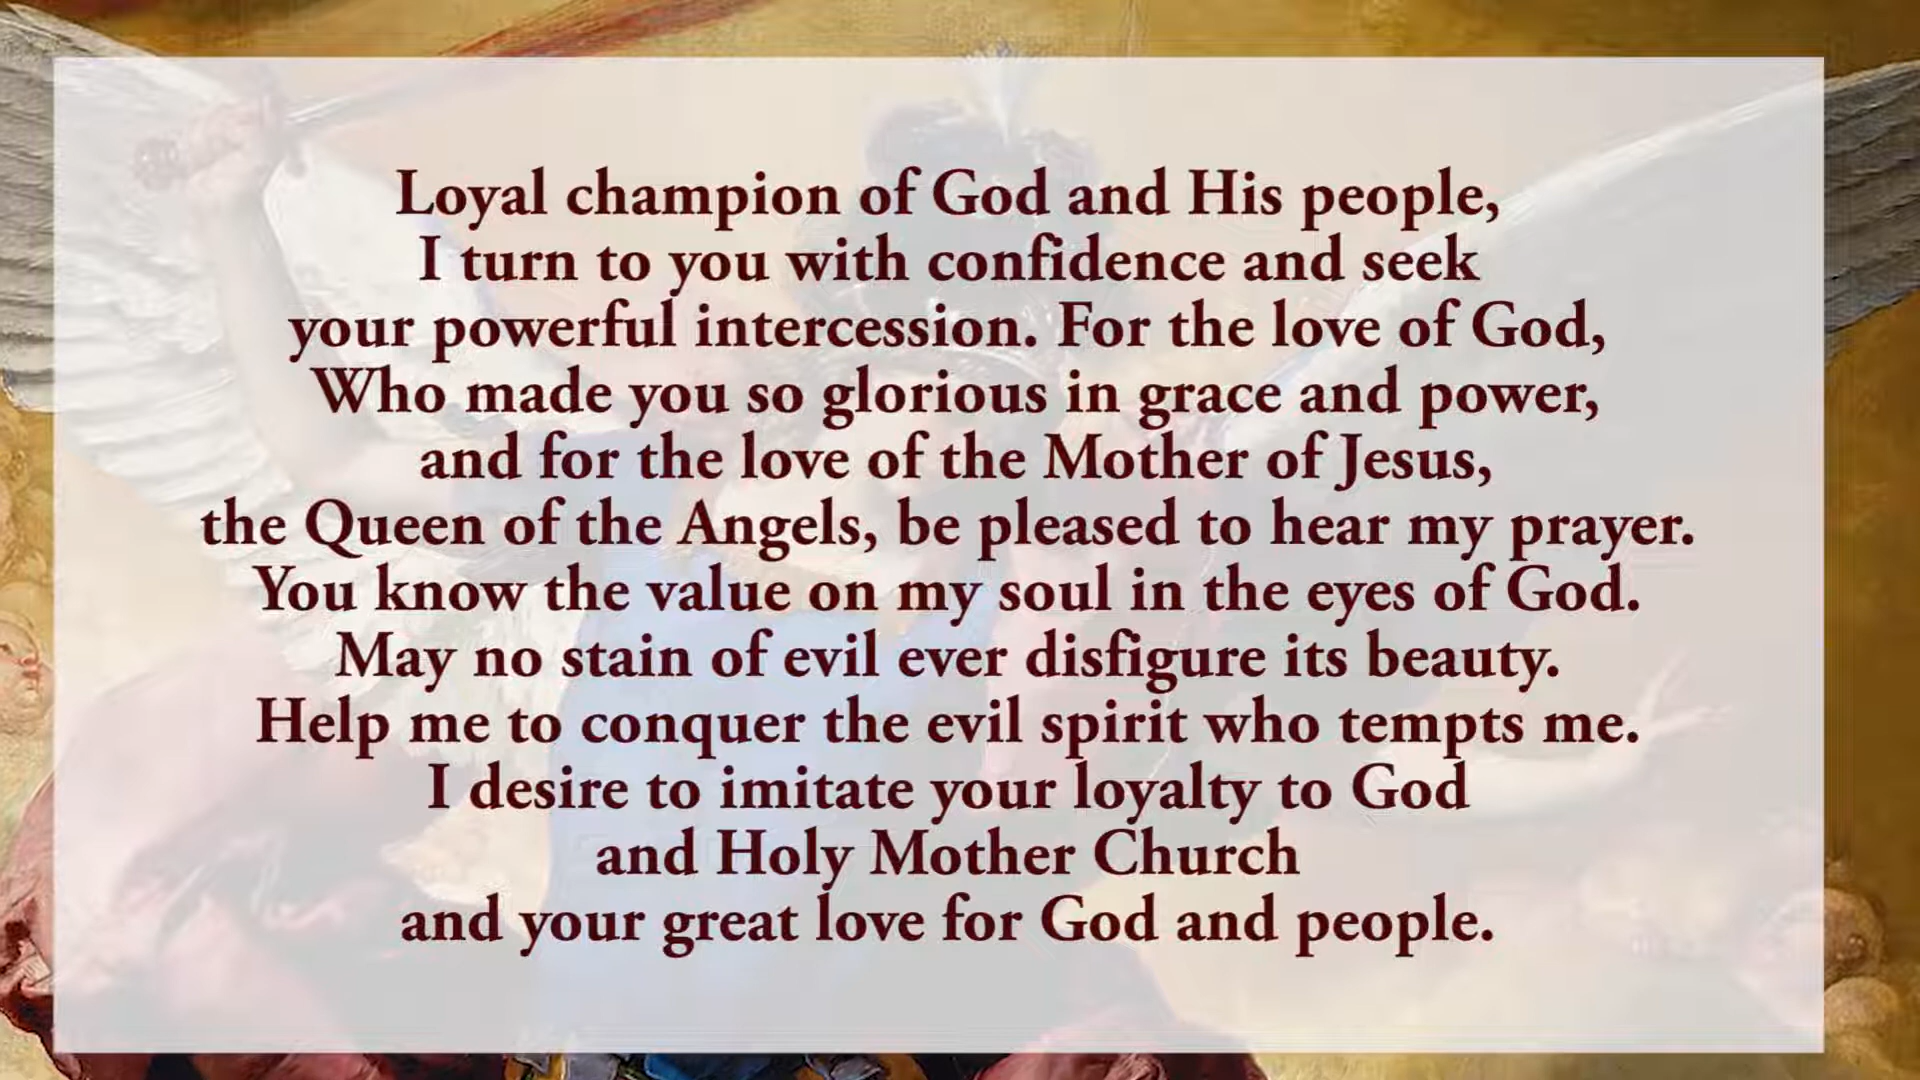 Loyal champion of God and His people,
I turn to you with confidence and seek
your powerful intercession. For the love of God,
Who made you so glorious in grace and power,
and for the love of the Mother of Jesus,
the Queen of the Angels, be pleased to hear my prayer.
You know the value on my soul in the eyes of God.
May no stain of evil ever disfigure its beauty.
Help me to conquer the evil spirit who tempts me.
I desire to imitate your loyalty to God
and Holy Mother Church
and your great love for God and people.